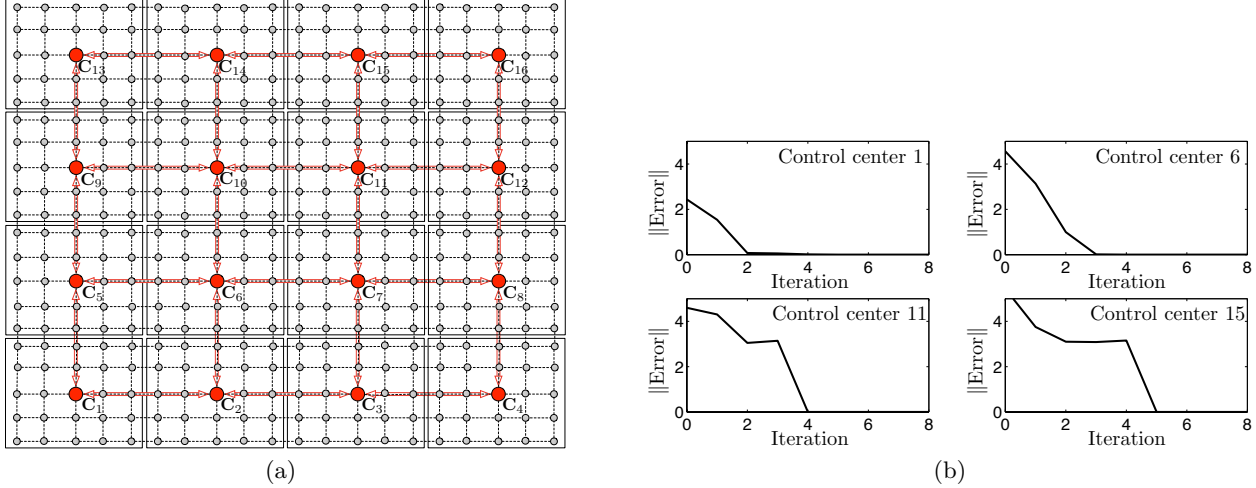 C₁₃ C₁₄ C₁₅ C₁₆
C₉ C₁₀ C₁₁ C₁₂
C₅ C₆ C₇ C₈
C₁ C₂ C₃ C₄
(a)
Control center 1
||Error||
4
2
0
0 2 4 6 8
Iteration
Control center 6
||Error||
4
2
0
0 2 4 6 8
Iteration
Control center 11
||Error||
4
2
0
0 2 4 6 8
Iteration
Control center 15
||Error||
4
2
0
0 2 4 6 8
Iteration
(b)